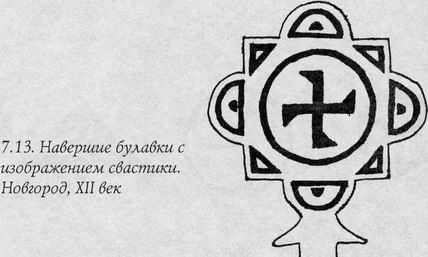 7.13. Навершие булавки с
изображением свастики.
Новгород, XII век